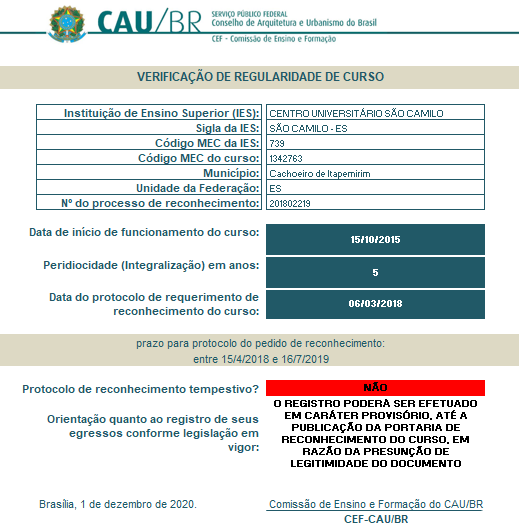 CAU/BR
SERVIÇO PÚBLICO FEDERAL
Conselho de Arquitetura e Urbanismo do Brasil
CEF - Comissão de Ensino e Formação
VERIFICAÇÃO DE REGULARIDADE DE CURSO
Instituição de Ensino Superior (IES): CENTRO UNIVERSITÁRIO SÃO CAMILO
Sigla da IES: SÃO CAMILO - ES
Código MEC da IES: 739
Código MEC do curso: 1342763
Município: Cachoeiro de Itapemirim
Unidade da Federação: ES
Nº do processo de reconhecimento: 201802219
Data de início de funcionamento do curso: 15/10/2015
Peridiocidade (Integralização) em anos: 5
Data do protocolo de requerimento de
reconhecimento do curso: 06/03/2018
prazo para protocolo do pedido de reconhecimento:
entre 15/4/2018 e 16/7/2019
Protocolo de reconhecimento tempestivo? NÃO
Orientação quanto ao registro de seus
egressos conforme legislação em
vigor:
O REGISTRO PODERÁ SER EFETUADO
EM CARÁTER PROVISÓRIO, ATÉ A
PUBLICAÇÃO DA PORTARIA DE
RECONHECIMENTO DO CURSO, EM
RAZÃO DA PRESUNÇÃO DE
LEGITIMIDADE DO DOCUMENTO
Brasília, 1 de dezembro de 2020.
Comissão de Ensino e Formação do CAU/BR
CEF-CAU/BR